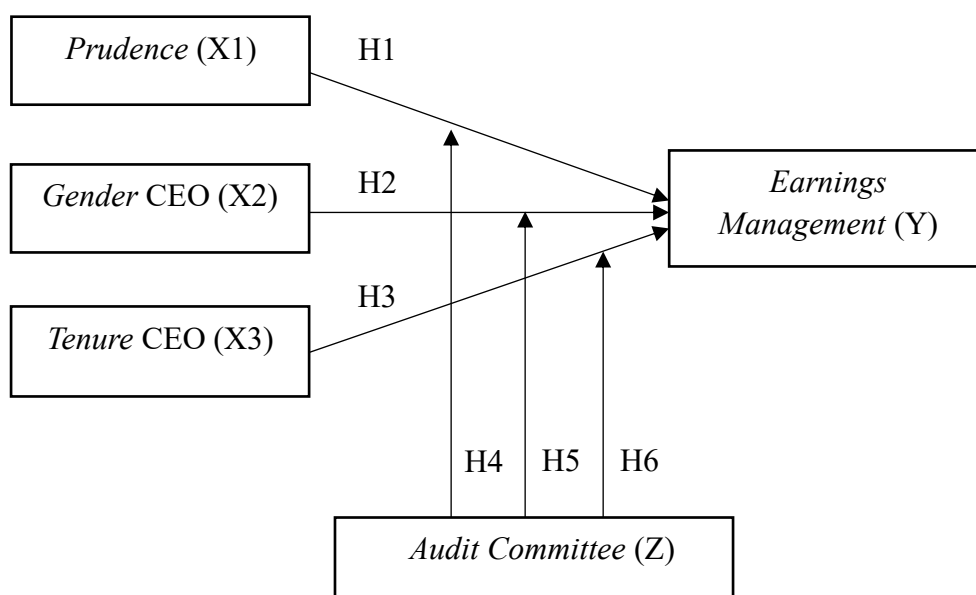 Prudence (X1)
H1
Gender CEO (X2)
H2
Earnings
Management (Y)
H3
Tenure CEO (X3)
H4
H5
H6
Audit Committee (Z)